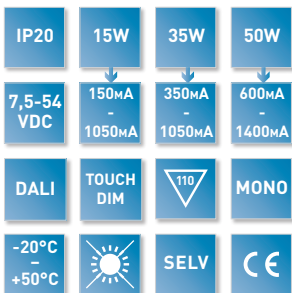 IP20
15W
35W
50W
7,5-54
VDC
150MA
-
1050MA
350MA
-
1050MA
600MA
-
1400MA
DALI
TOUCH
DIM
110
MONO
-20°C
–
+50°C
SELV
CE